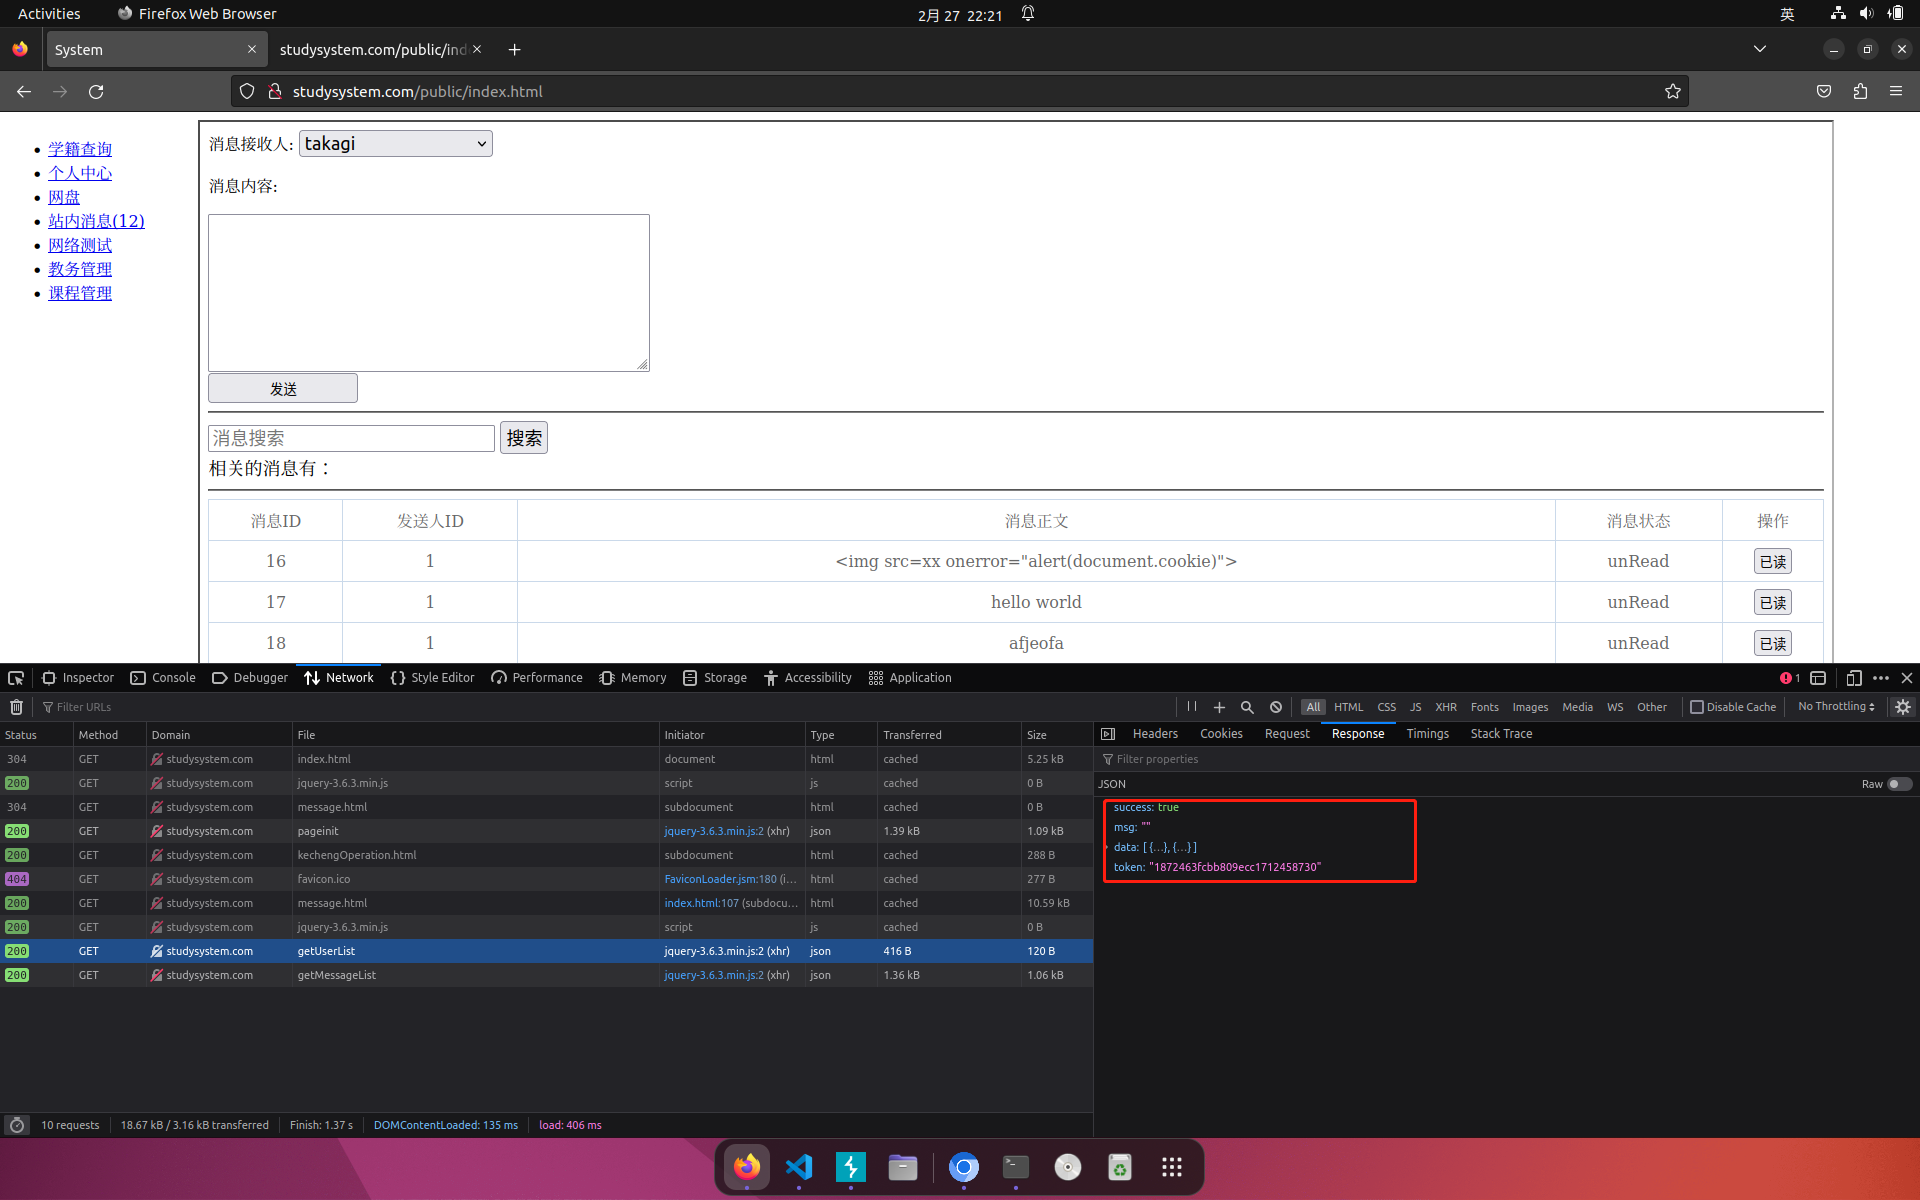 Activities
Firefox Web Browser
2月 27 22:21
英
System
studysystem.com/public/ind
studysystem.com/public/index.html
学籍查询
个人中心
网盘
站内消息(12)
网络测试
教务管理
课程管理
消息接收人: takagi
消息内容:
发送
消息搜索 搜索
相关的消息有：
消息ID 发送人ID 消息正文 消息状态 操作
16 1 <img src=xx onerror="alert(document.cookie)"> unRead 已读
17 1 hello world unRead 已读
18 1 afjeofa unRead 已读
Inspector Console Debugger Network Style Editor Performance Memory Storage Accessibility Application 1
Filter URLs
All HTML CSS JS XHR Fonts Images Media WS Other Disable Cache No Throttling
Status Method Domain File Initiator Type Transferred Size
304 GET studysystem.com index.html document html cached 5.25 kB
200 GET studysystem.com jquery-3.6.3.min.js script js cached 0 B
304 GET studysystem.com message.html subdocument html cached 0 B
200 GET studysystem.com pageinit jquery-3.6.3.min.js:2 (xhr) json 1.39 kB 1.09 kB
200 GET studysystem.com kechengOperation.html subdocument html cached 288 B
404 GET studysystem.com favicon.ico FaviconLoader.jsm:180 (i... html cached 277 B
200 GET studysystem.com message.html index.html:107 (subdocu... html cached 10.59 kB
200 GET studysystem.com jquery-3.6.3.min.js script js cached 0 B
200 GET studysystem.com getUserList jquery-3.6.3.min.js:2 (xhr) json 416 B 120 B
200 GET studysystem.com getMessageList jquery-3.6.3.min.js:2 (xhr) json 1.36 kB 1.06 kB
Headers Cookies Request Response Timings Stack Trace
Filter properties
JSON Raw
success: true
msg: ""
data: [ {...}, {...} ]
token: "1872463fcbb809ecc1712458730"
10 requests 18.67 kB / 3.16 kB transferred Finish: 1.37 s DOMContentLoaded: 135 ms load: 406 ms